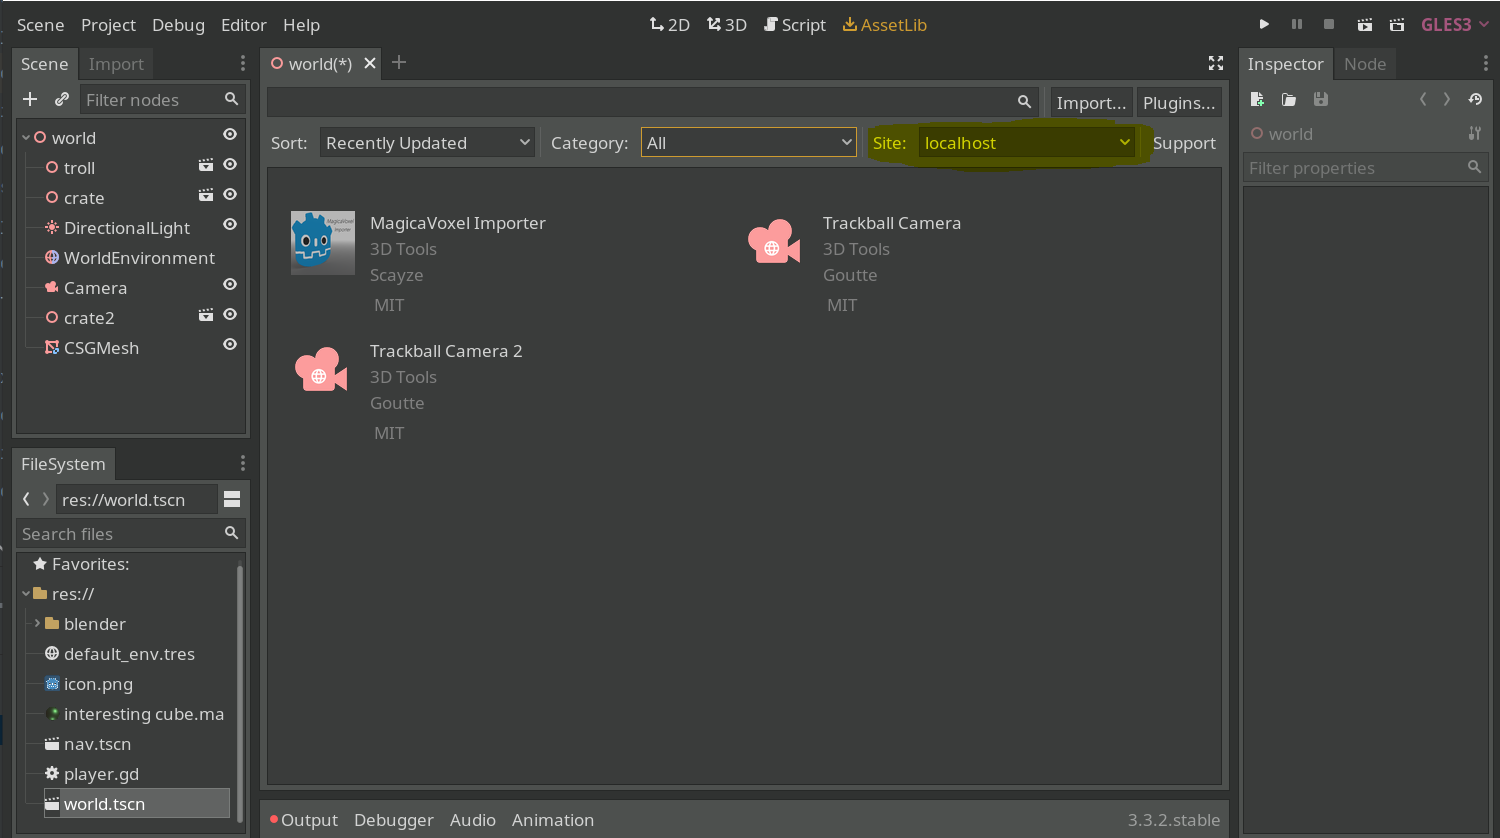 Scene Project Debug Editor Help
2D 3D Script AssetLib
GLES3
Scene Import
Filter nodes
world
troll
crate
DirectionalLight
WorldEnvironment
Camera
crate2
CSGMesh
FileSystem
res://world.tscn
Search files
Favorites:
res://
blender
default_env.tres
icon.png
interesting cube.ma
nav.tscn
player.gd
world.tscn
world(*)
Import... Plugins...
Sort: Recently Updated Category: All Site: localhost Support
MagicaVoxel Importer
3D Tools
Scayze
MIT
Trackball Camera
3D Tools
Goutte
MIT
Trackball Camera 2
3D Tools
Goutte
MIT
MagicaVoxel
Importer
Output Debugger Audio Animation 3.3.2.stable
Inspector Node
world
Filter properties